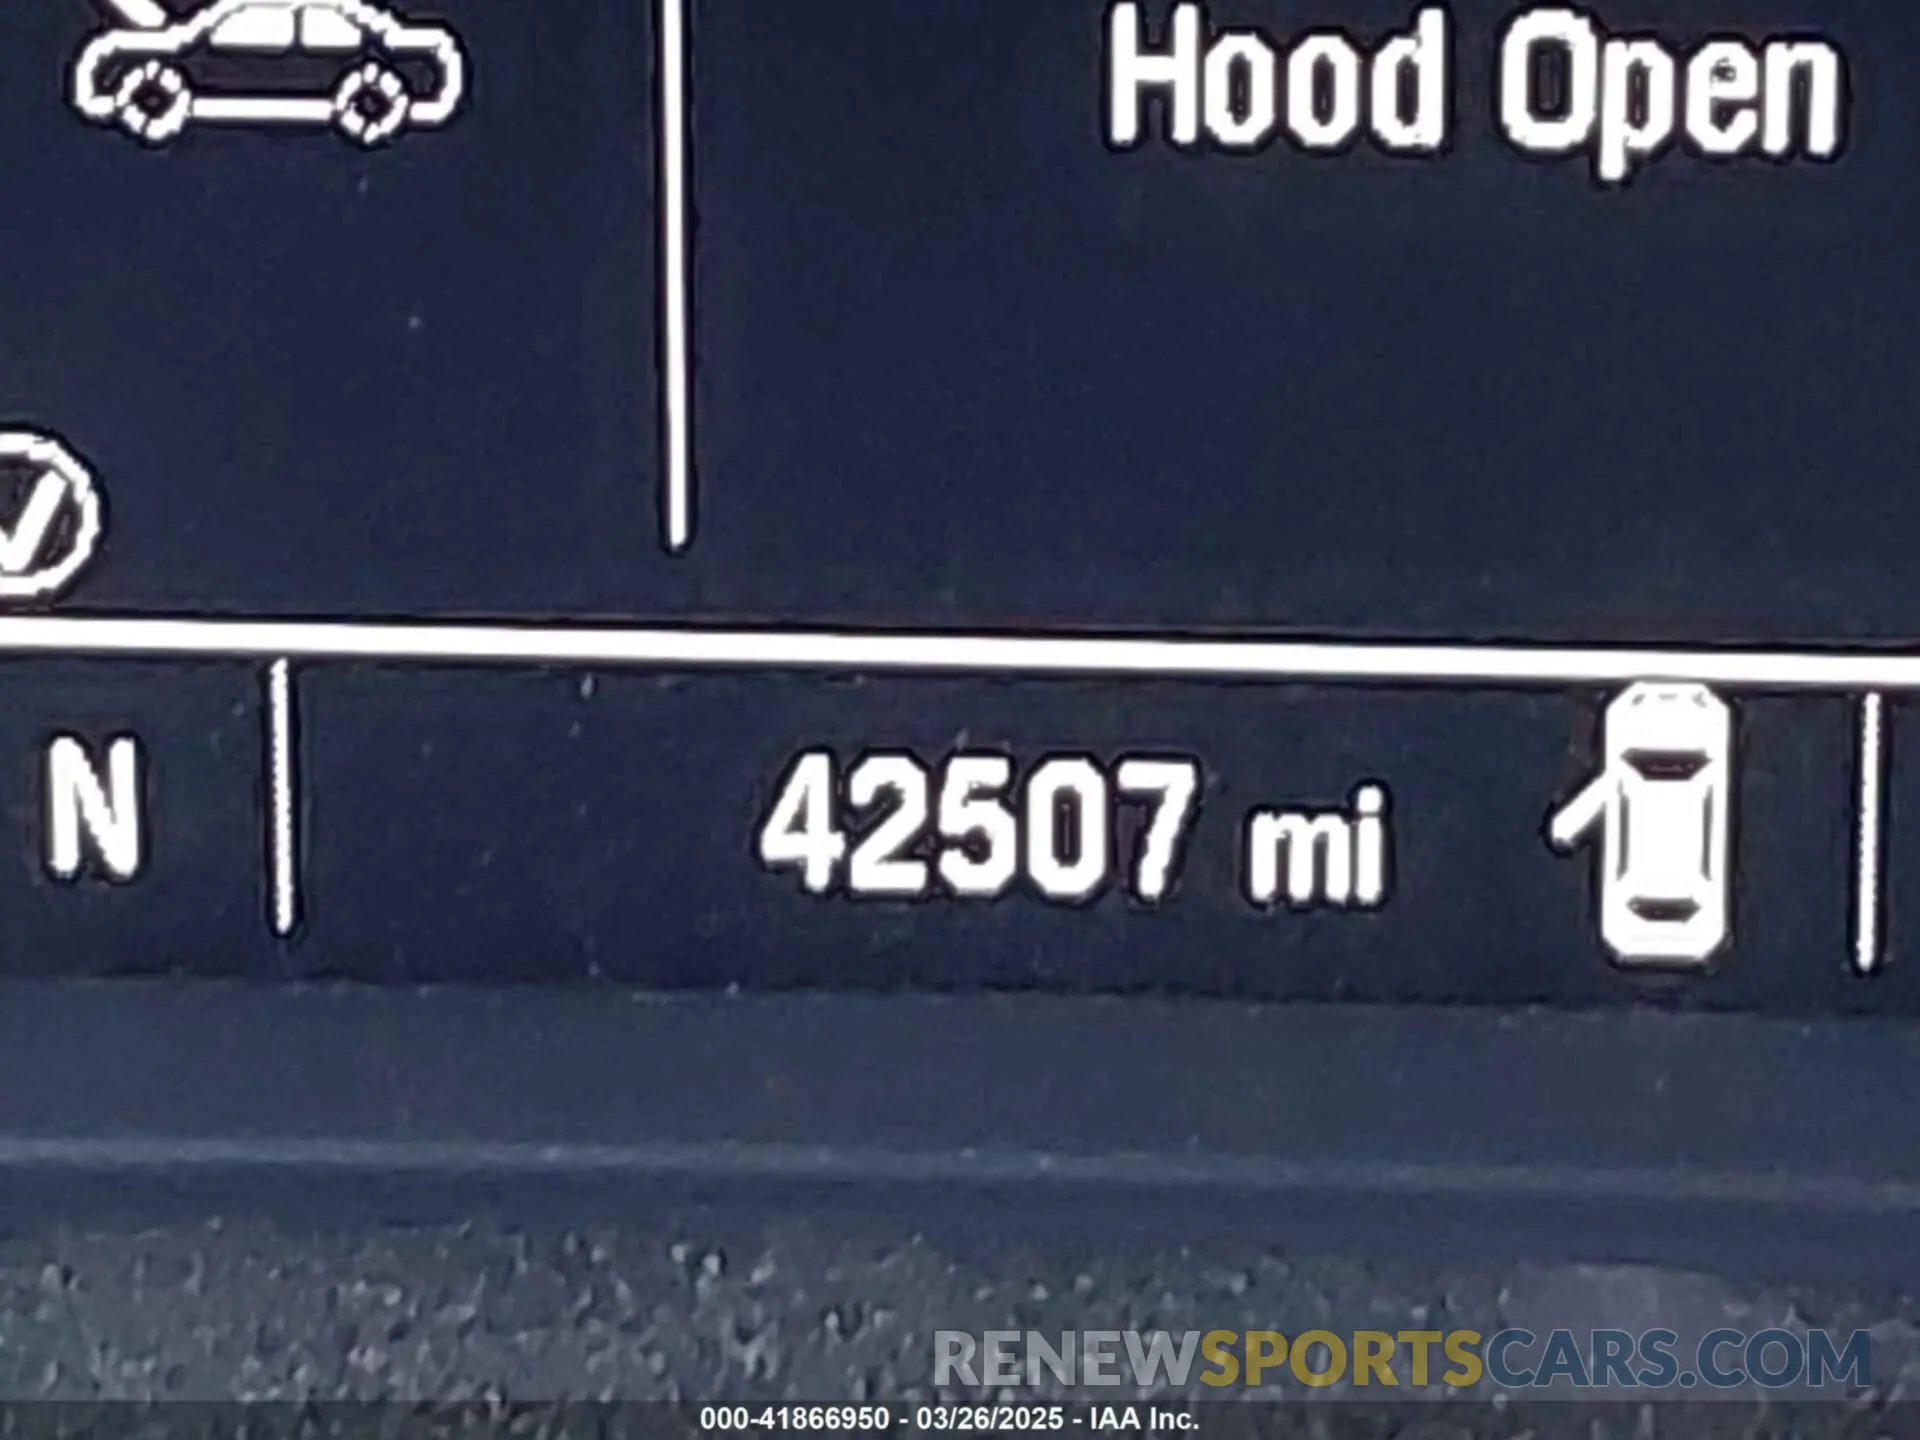 Hood Open
N
42507 mi
RENEWSPORTSCARS.COM
000-41866950 - 03/26/2025 - IAA Inc.